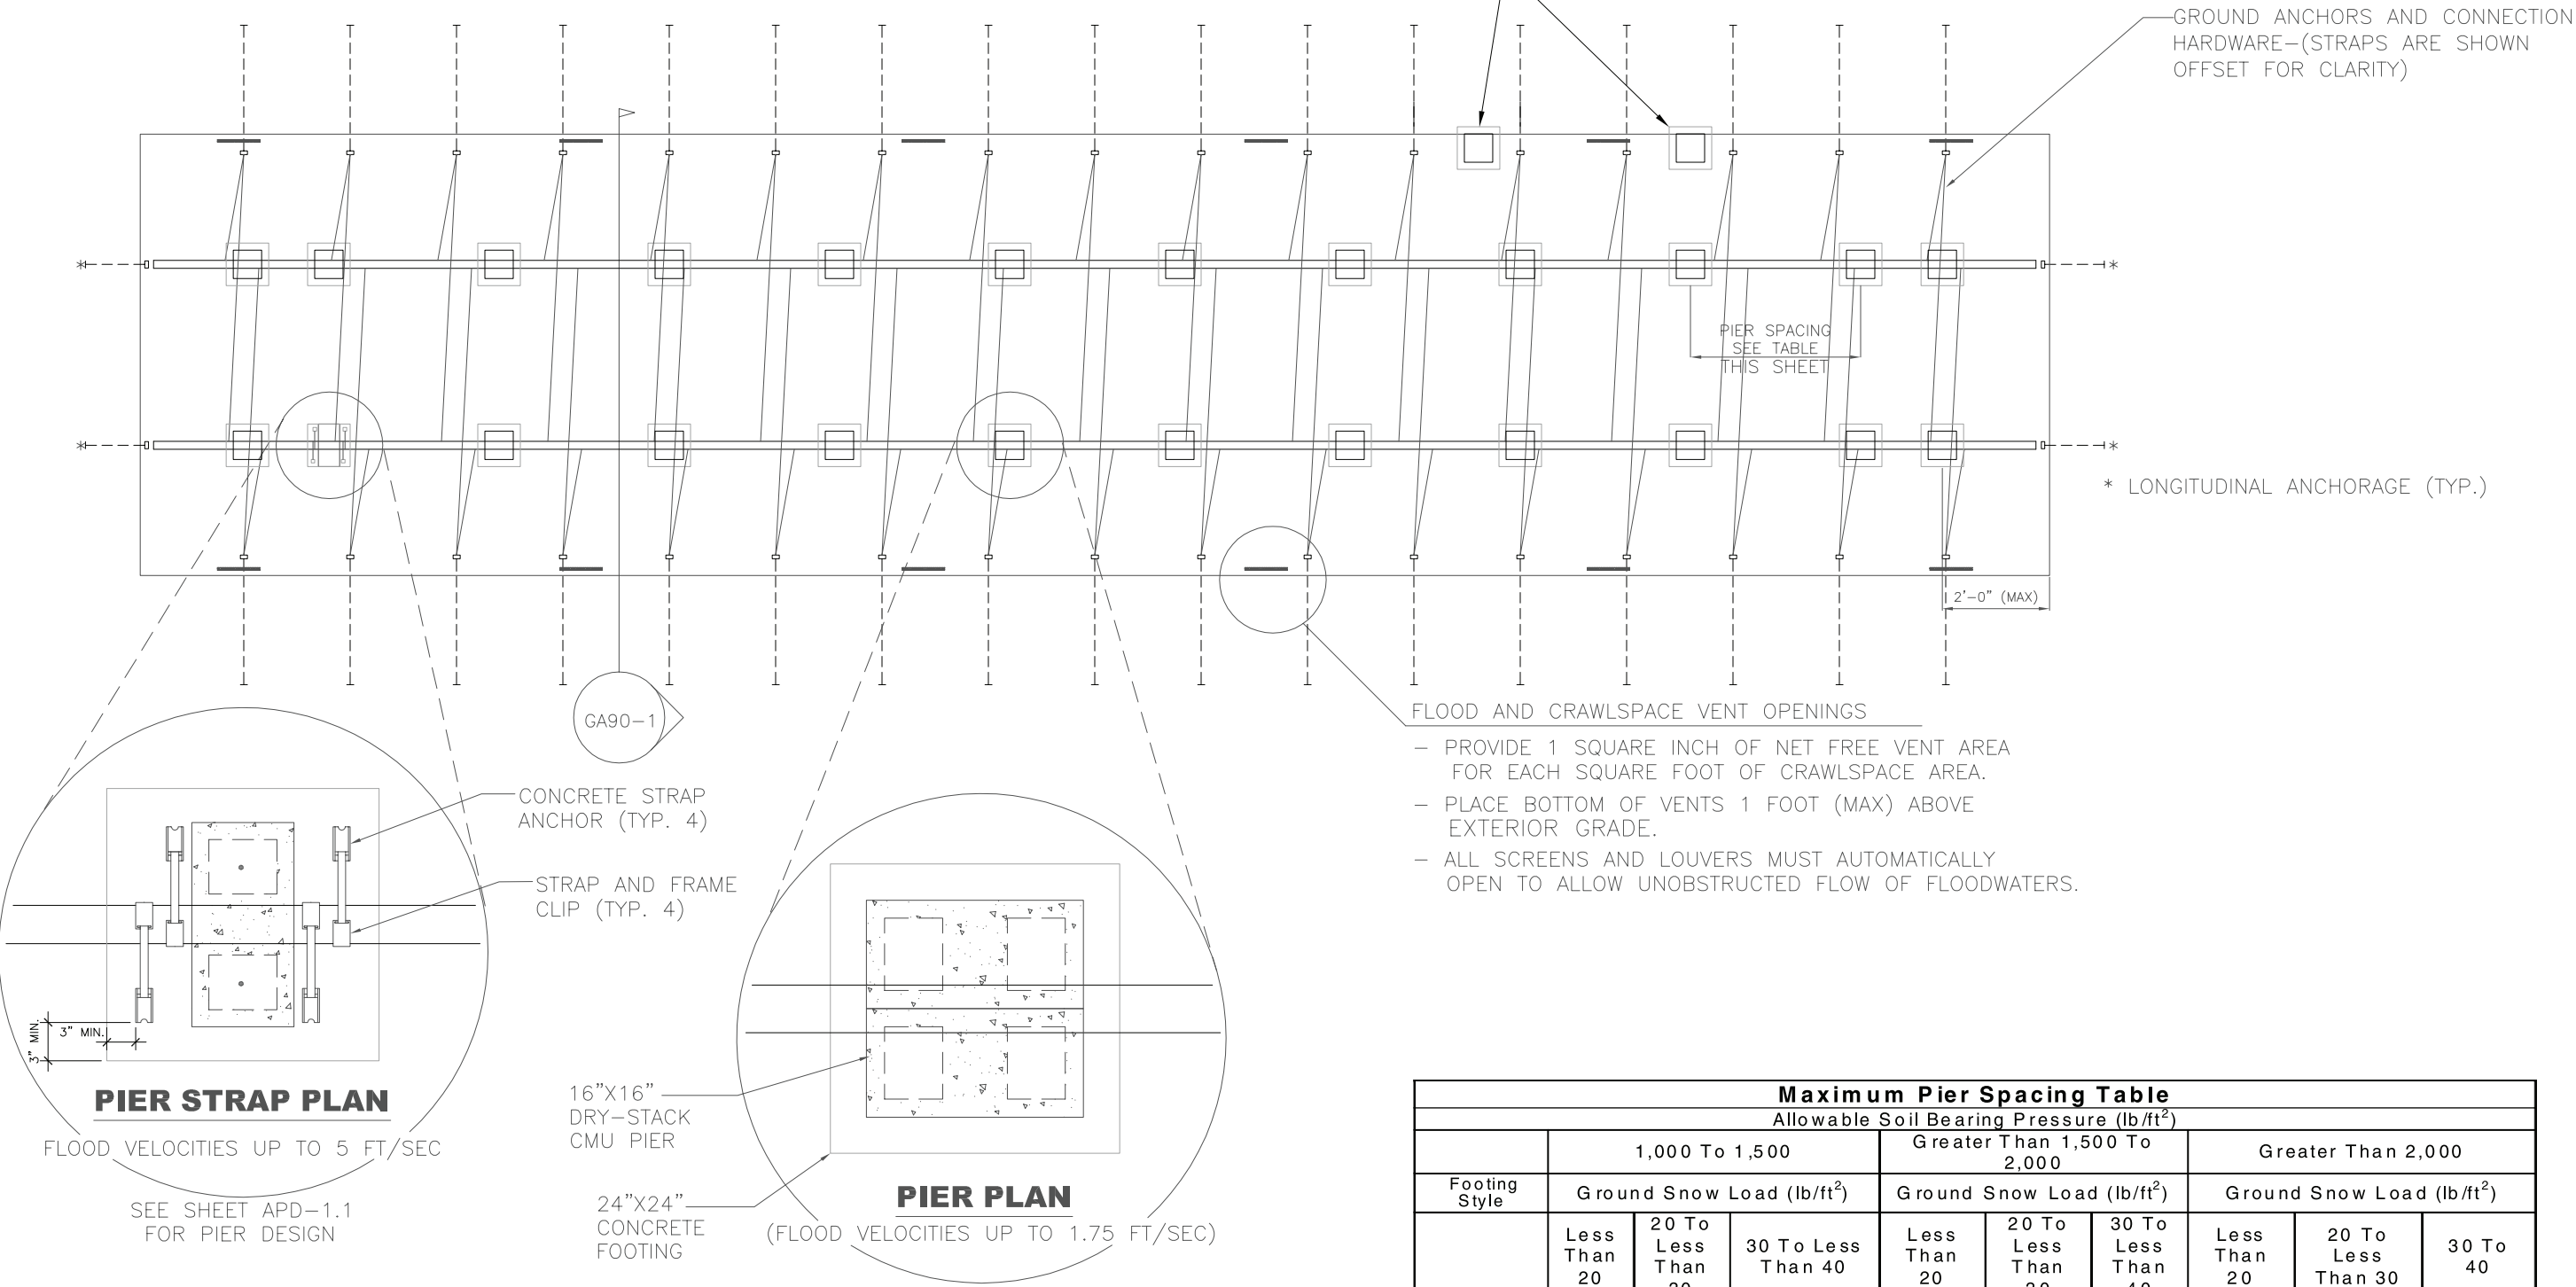 GROUND ANCHORS AND CONNECTION
HARDWARE-(STRAPS ARE SHOWN
OFFSET FOR CLARITY)
PIER SPACING
SEE TABLE
THIS SHEET
*
*
*
*
* LONGITUDINAL ANCHORAGE (TYP.)
2'-0" (MAX)
GA90-1
FLOOD AND CRAWLSPACE VENT OPENINGS
- PROVIDE 1 SQUARE INCH OF NET FREE VENT AREA
FOR EACH SQUARE FOOT OF CRAWLSPACE AREA.
- PLACE BOTTOM OF VENTS 1 FOOT (MAX) ABOVE
EXTERIOR GRADE.
- ALL SCREENS AND LOUVERS MUST AUTOMATICALLY
OPEN TO ALLOW UNOBSTRUCTED FLOW OF FLOODWATERS.
CONCRETE STRAP
ANCHOR (TYP. 4)
STRAP AND FRAME
CLIP (TYP. 4)
3" MIN.
3" MIN.
PIER STRAP PLAN
FLOOD VELOCITIES UP TO 5 FT/SEC
SEE SHEET APD-1.1
FOR PIER DESIGN
16"X16"
DRY-STACK
CMU PIER
24"X24"
CONCRETE
FOOTING
PIER PLAN
(FLOOD VELOCITIES UP TO 1.75 FT/SEC)
Maximum Pier Spacing Table
Allowable Soil Bearing Pressure (lb/ft²)
1,000 To 1,500
Greater Than 1,500 To
2,000
Greater Than 2,000
Footing
Style
Ground Snow Load (lb/ft²)
Ground Snow Load (lb/ft²)
Ground Snow Load (lb/ft²)
Less
Than
20
20 To
Less
Than
30 To Less
Than 40
Less
Than
20
20 To
Less
Than
30 To
Less
Than
Less
Than
20
20 To
Less
Than 30
30 To
40